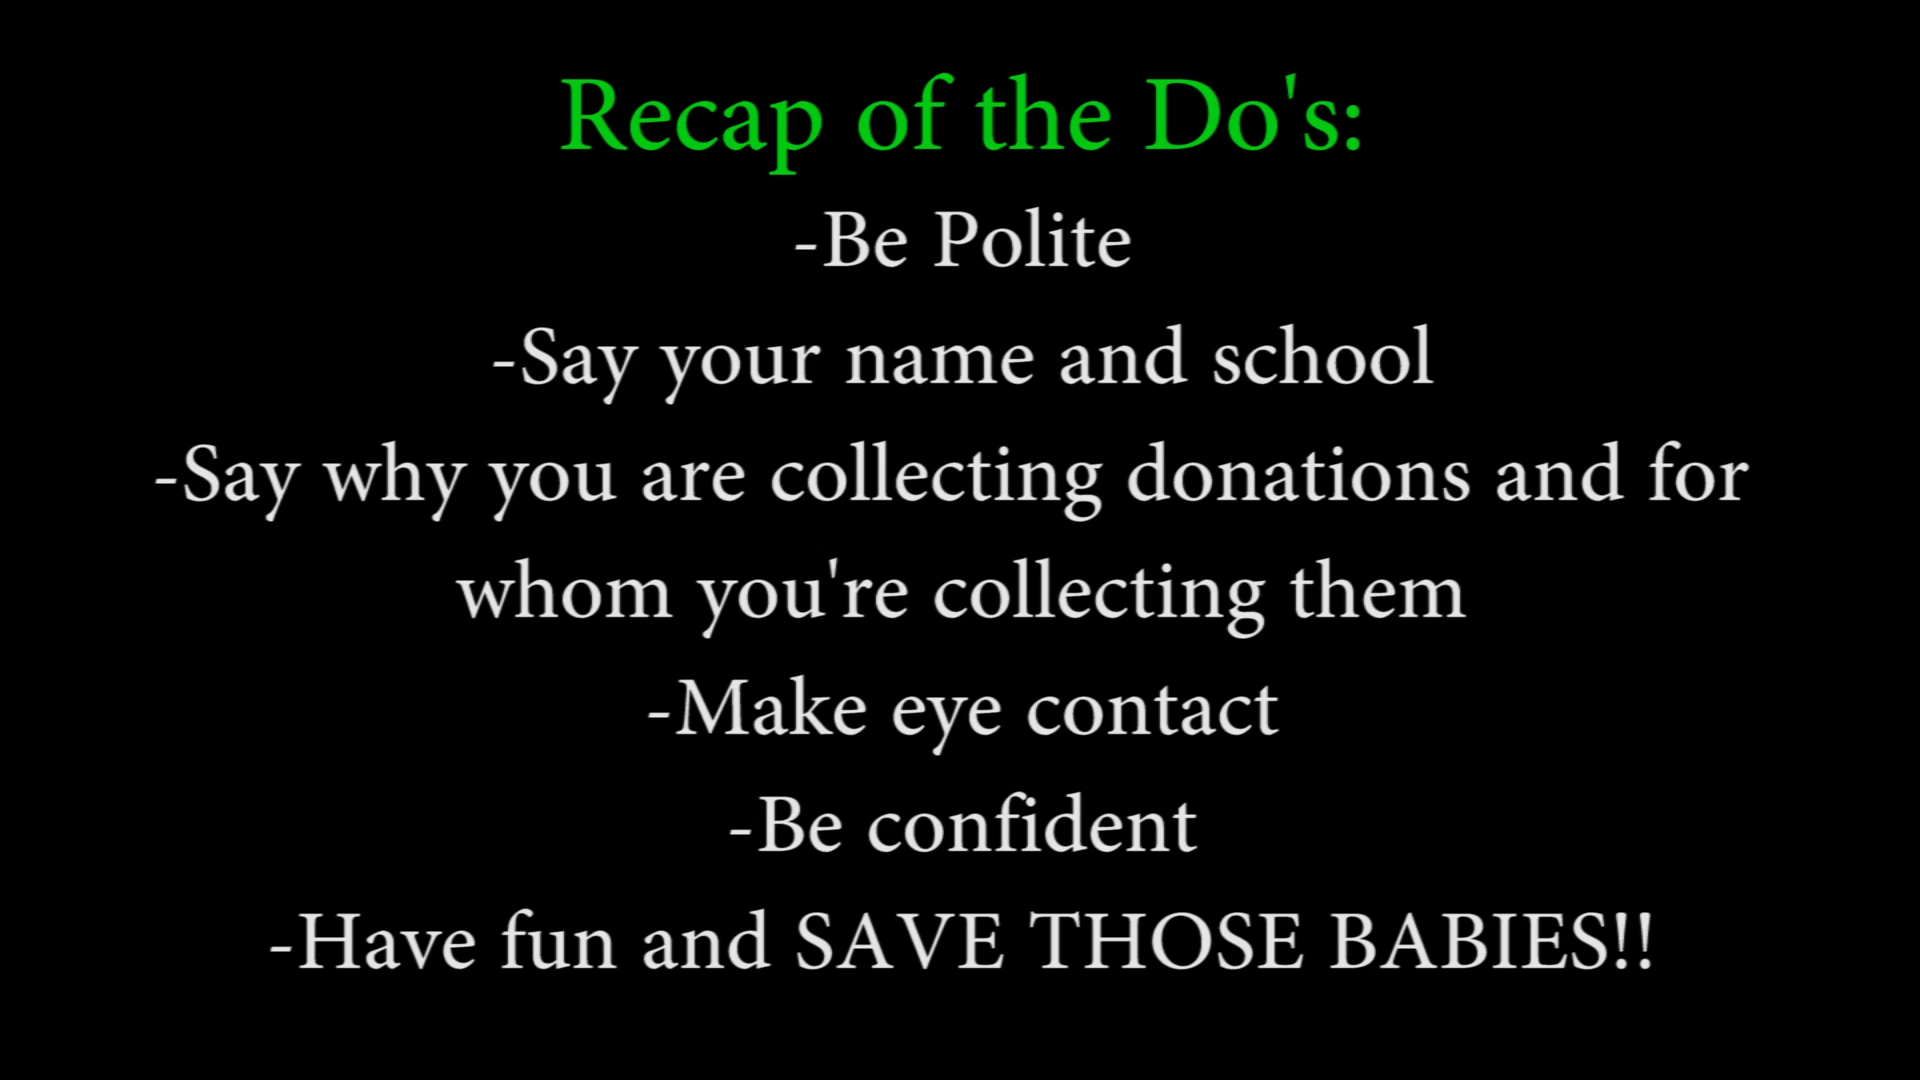 Recap of the Do's:
-Be Polite
-Say your name and school
-Say why you are collecting donations and for
whom you're collecting them
-Make eye contact
-Be confident
-Have fun and SAVE THOSE BABIES!!